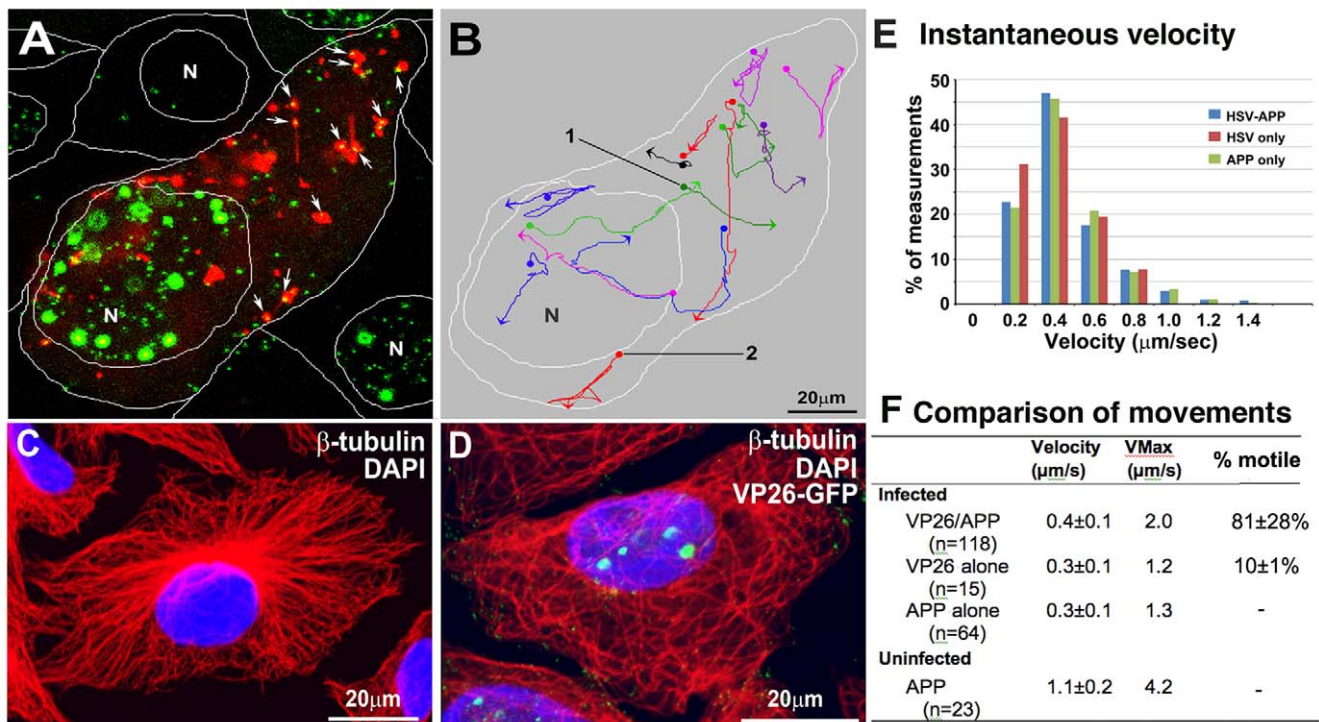 A
N
N
N
B
1
N
2
20μm
C
β-tubulin
DAPI
20μm
D
β-tubulin
DAPI
VP26-GFP
20μm
E Instantaneous velocity
% of measurements
50
40
30
20
10
0
HSV-APP
HSV only
APP only
0 0.2 0.4 0.6 0.8 1.0 1.2 1.4
Velocity (μm/sec)
F Comparison of movements
Velocity VMax % motile
(μm/s) (μm/s)
Infected
VP26/APP 0.4±0.1 2.0 81±28%
(n=118)
VP26 alone 0.3±0.1 1.2 10±1%
(n=15)
APP alone 0.3±0.1 1.3 -
(n=64)
Uninfected
APP 1.1±0.2 4.2 -
(n=23)